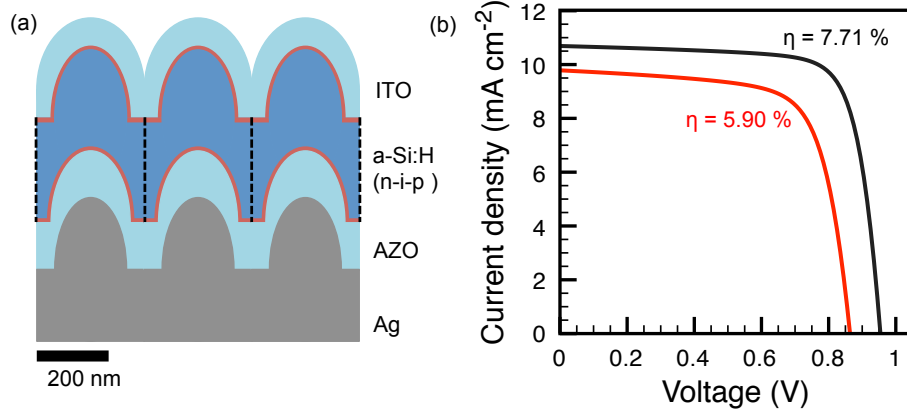 (a)
ITO
a-Si:H
(n-i-p )
AZO
Ag
200 nm
(b)
Current density (mA cm-2)
12
10
8
6
4
2
0
η = 7.71 %
η = 5.90 %
0
0.2
0.4
0.6
0.8
1
Voltage (V)